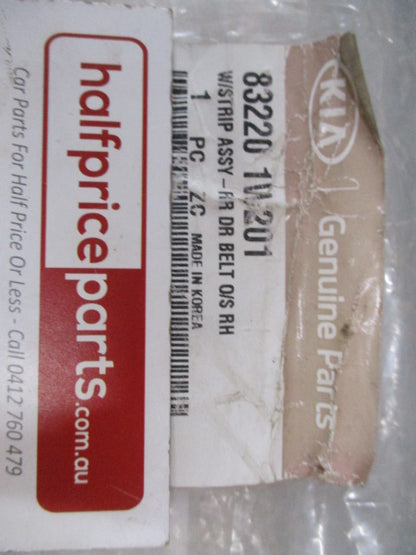 KIA
Genuine Parts
83220 1W201
W/STRIP ASSY-RR DR BELT O/S RH
1 PC ZC MADE IN KOREA
halfpriceparts.com.au
Car Parts For Half Price Or Less - Call 0412 760 479